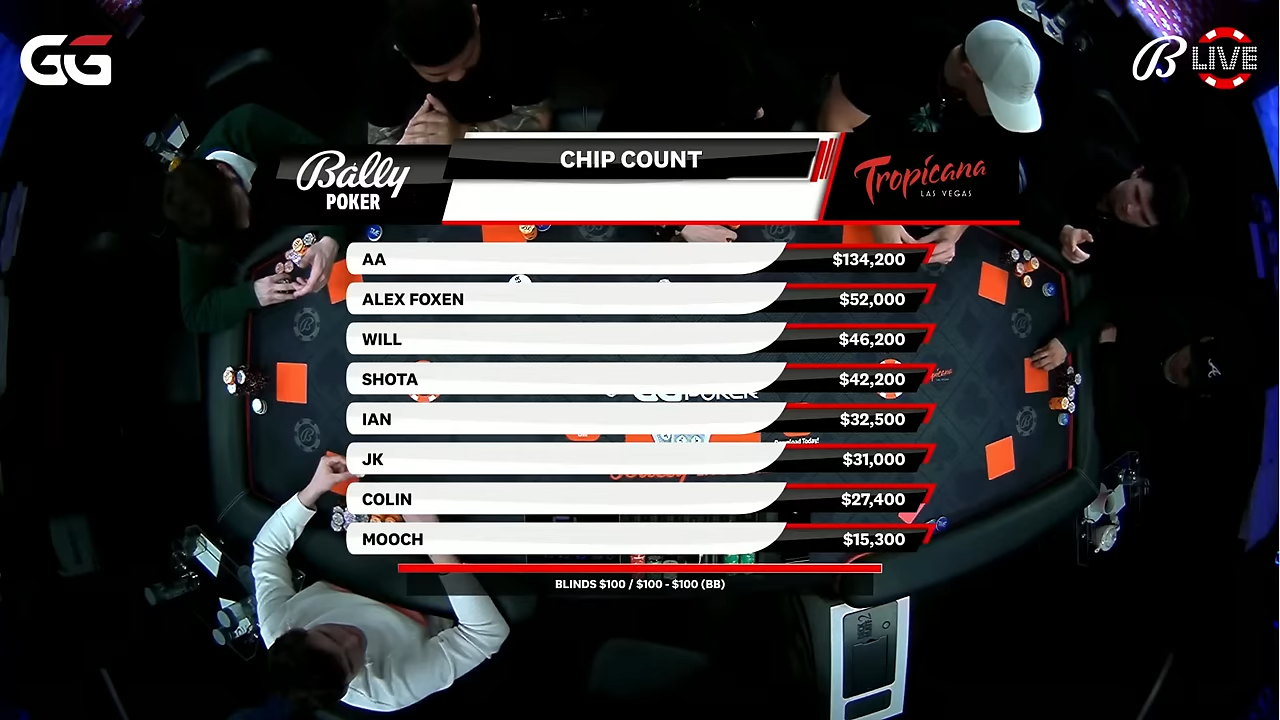 GG
B LIVE
Bally
POKER
CHIP COUNT
Tropicana
LAS VEGAS
AA $134,200
ALEX FOXEN $52,000
WILL $46,200
SHOTA $42,200
IAN $32,500
JK $31,000
COLIN $27,400
MOOCH $15,300
BLINDS $100 / $100 - $100 (BB)